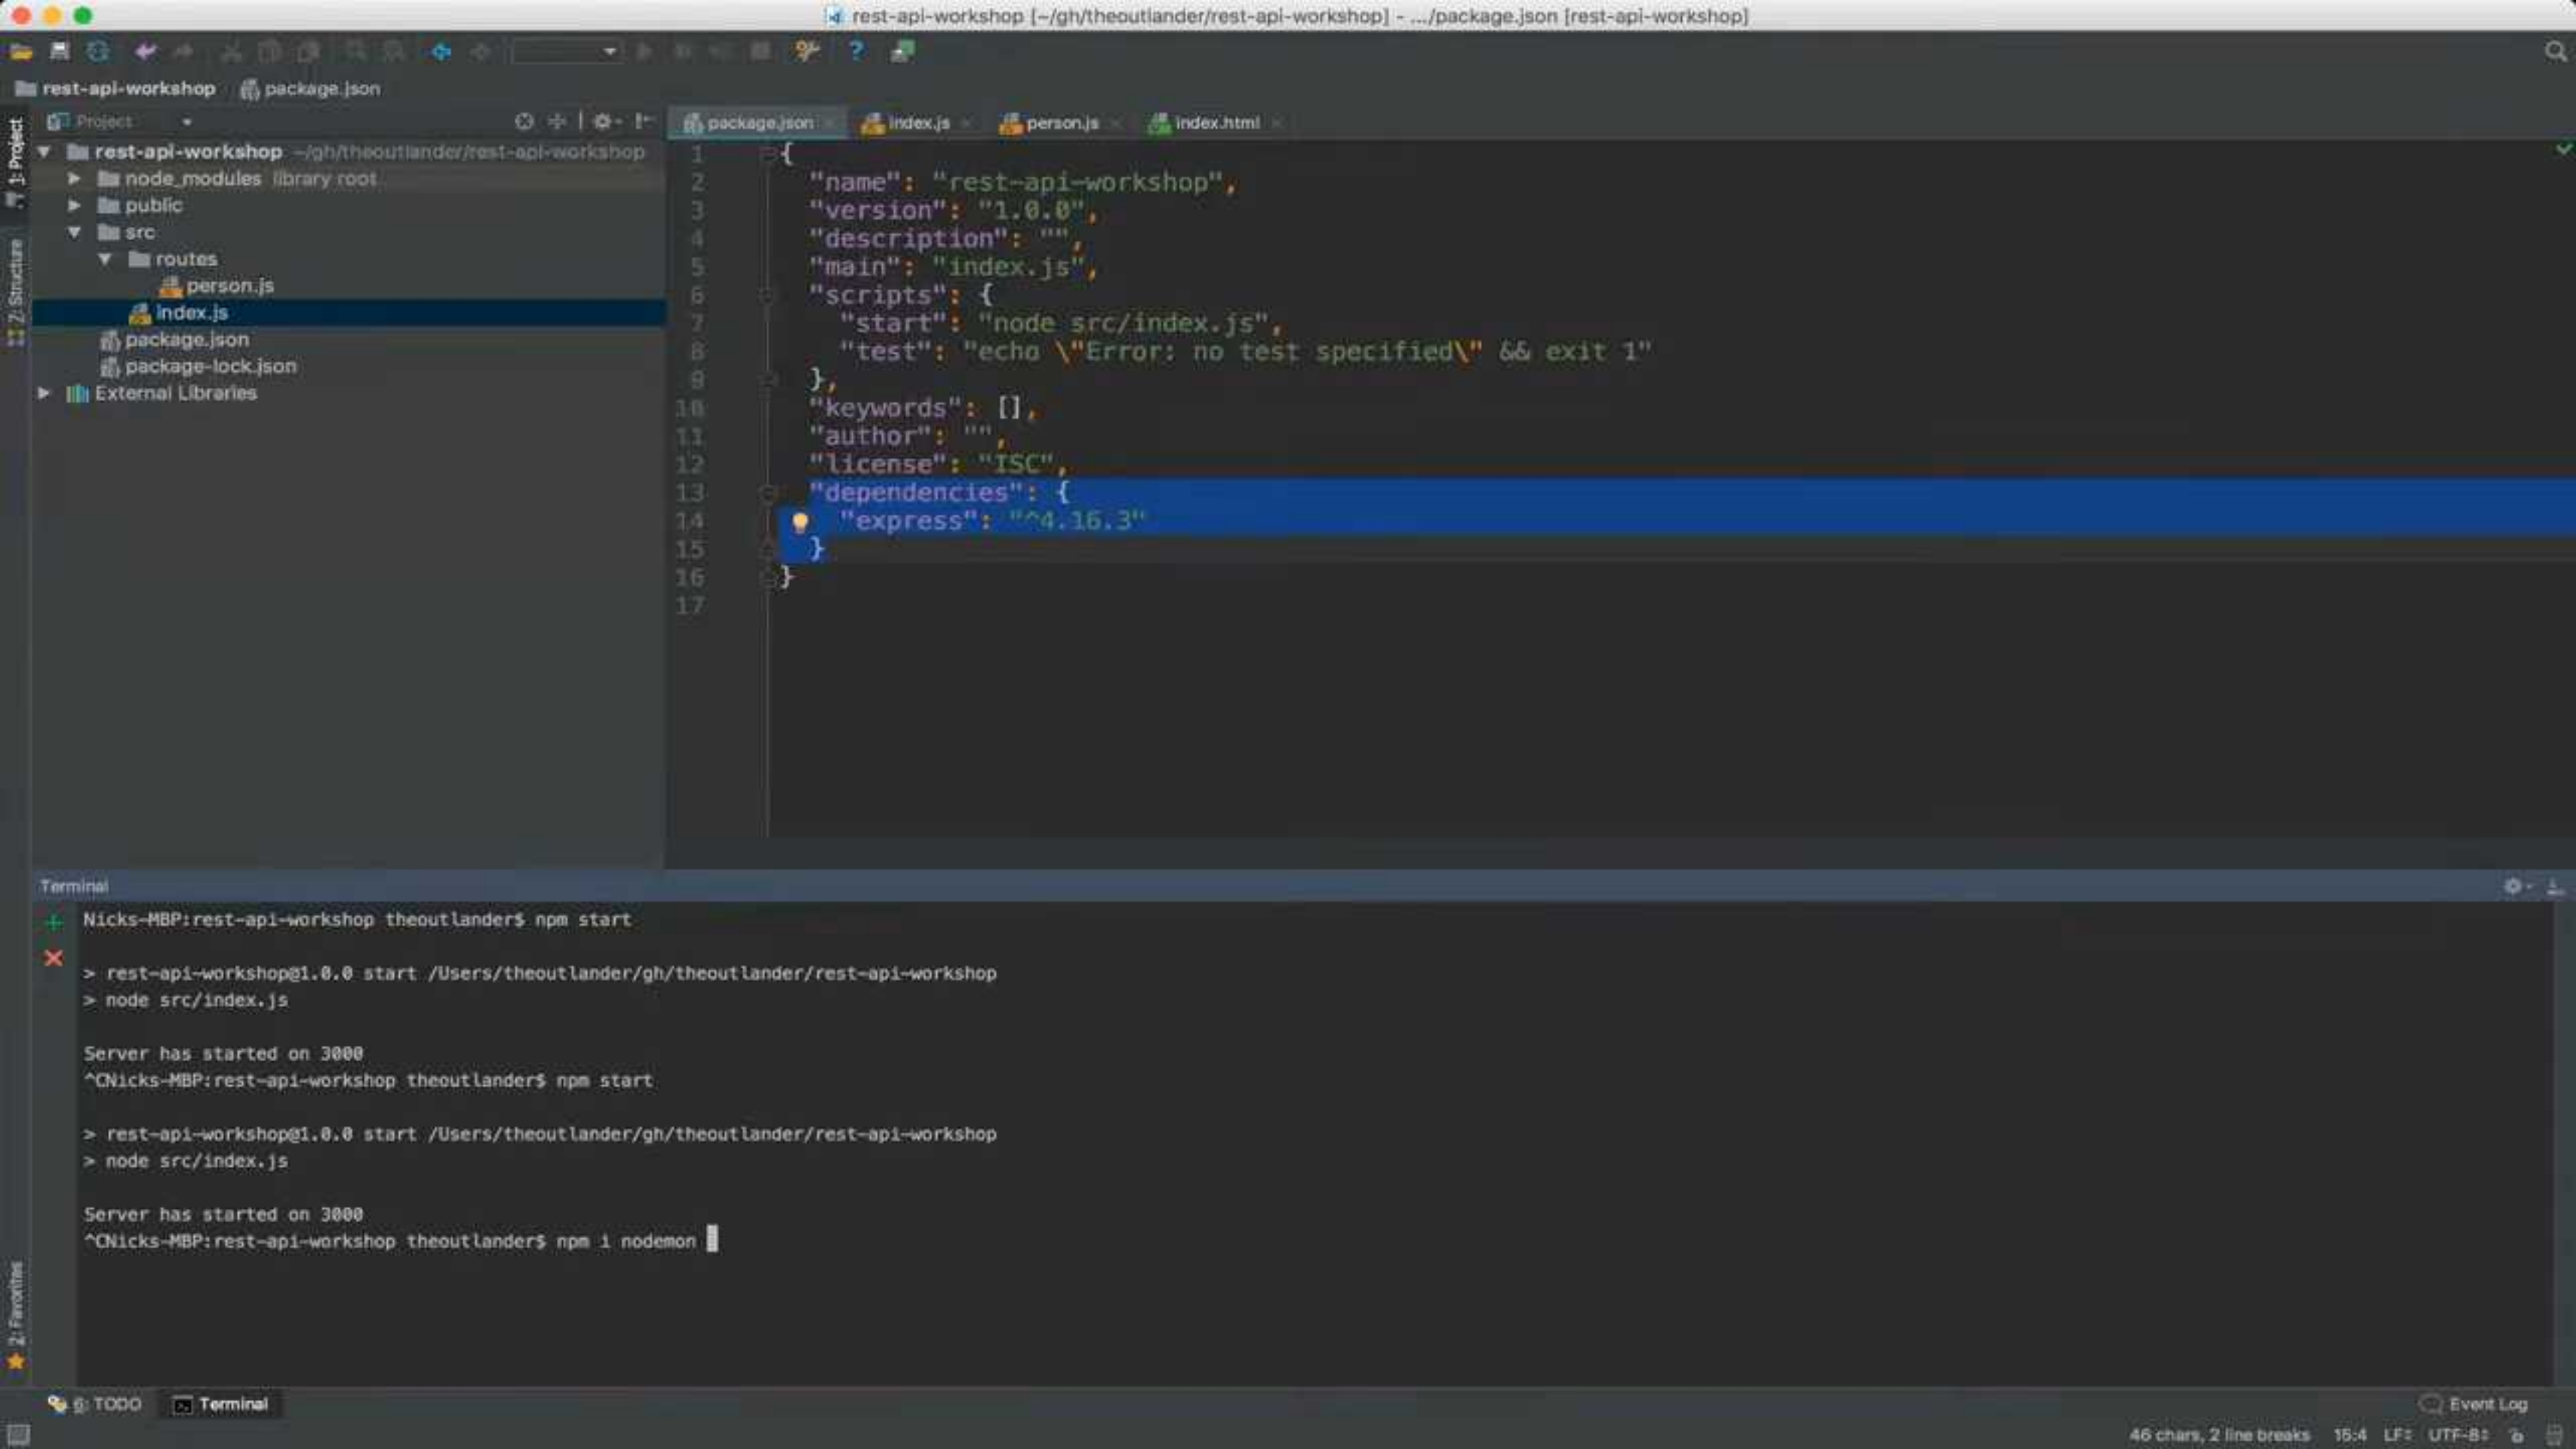 rest-api-workshop [~/gh/theoutlander/rest-api-workshop] - .../package.json [rest-api-workshop]
rest-api-workshop package.json
Project
package.json
index.js
person.js
index.html
1: Project
2: Structure
2: Favorites
rest-api-workshop ~/gh/theoutlander/rest-api-workshop
node_modules library root
public
src
routes
person.js
index.js
package.json
package-lock.json
External Libraries
1 {
2 "name": "rest-api-workshop",
3 "version": "1.0.0",
4 "description": "",
5 "main": "index.js",
6 "scripts": {
7 "start": "node src/index.js",
8 "test": "echo \"Error: no test specified\" && exit 1"
9 },
10 "keywords": [],
11 "author": "",
12 "license": "ISC",
13 "dependencies": {
14 "express": "^4.16.3"
15 }
16 }
17
Terminal
Nicks-MBP:rest-api-workshop theoutlander$ npm start
> rest-api-workshop@1.0.0 start /Users/theoutlander/gh/theoutlander/rest-api-workshop
> node src/index.js
Server has started on 3000
^CNicks-MBP:rest-api-workshop theoutlander$ npm start
> rest-api-workshop@1.0.0 start /Users/theoutlander/gh/theoutlander/rest-api-workshop
> node src/index.js
Server has started on 3000
^CNicks-MBP:rest-api-workshop theoutlander$ npm i nodemon
6: TODO
Terminal
Event Log
46 chars, 2 line breaks 15:4 LF UTF-8